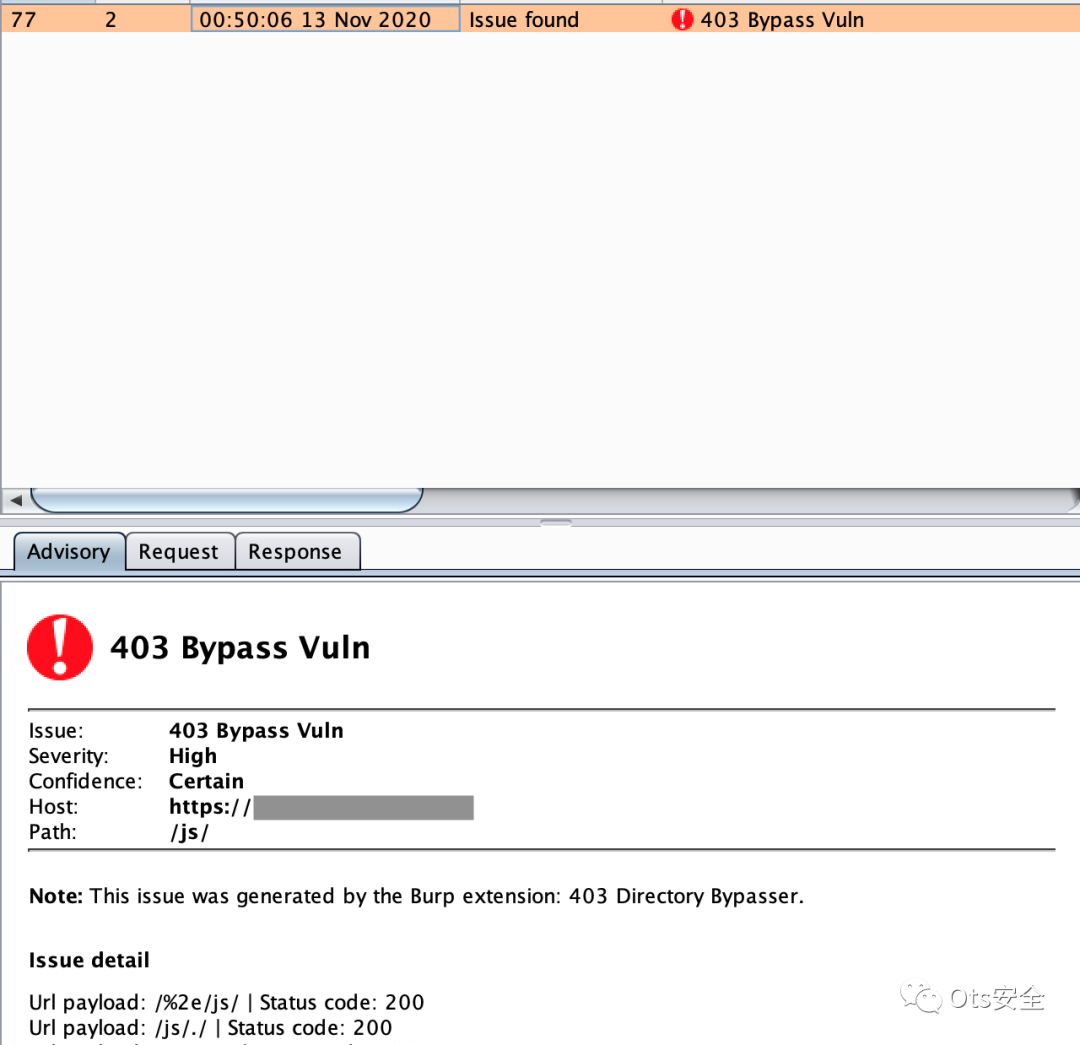 77 2 00:50:06 13 Nov 2020 Issue found 403 Bypass Vuln
Advisory Request Response
403 Bypass Vuln
Issue: 403 Bypass Vuln
Severity: High
Confidence: Certain
Host: https://
Path: /js/
Note: This issue was generated by the Burp extension: 403 Directory Bypasser.
Issue detail
Url payload: /%2e/js/ | Status code: 200
Url payload: /js/./ | Status code: 200
Ots安全